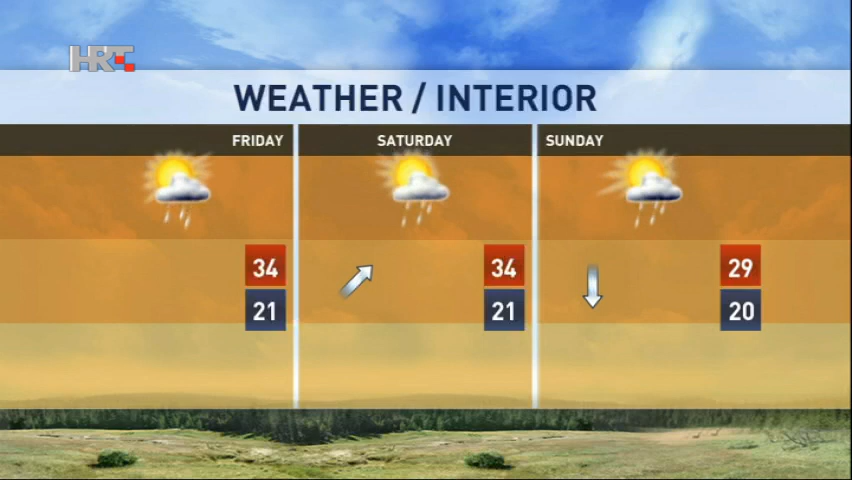 HRT
WEATHER / INTERIOR
FRIDAY SATURDAY SUNDAY
34 34 29
21 21 20